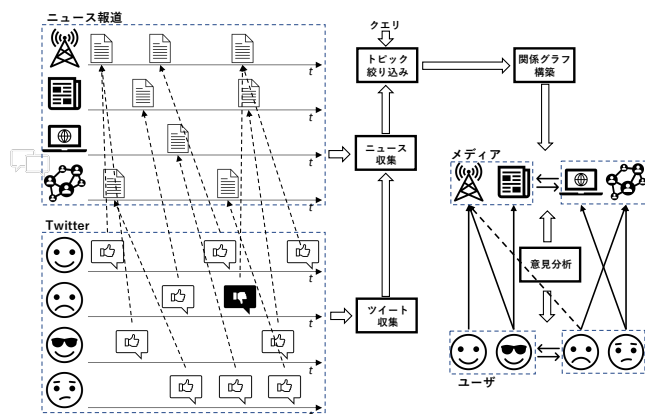 ニュース報道
t
t
t
t
Twitter
t
t
t
t
クエリ
トピック
絞り込み
ニュース
収集
ツイート
収集
関係グラフ
構築
メディア
意見分析
ユーザ